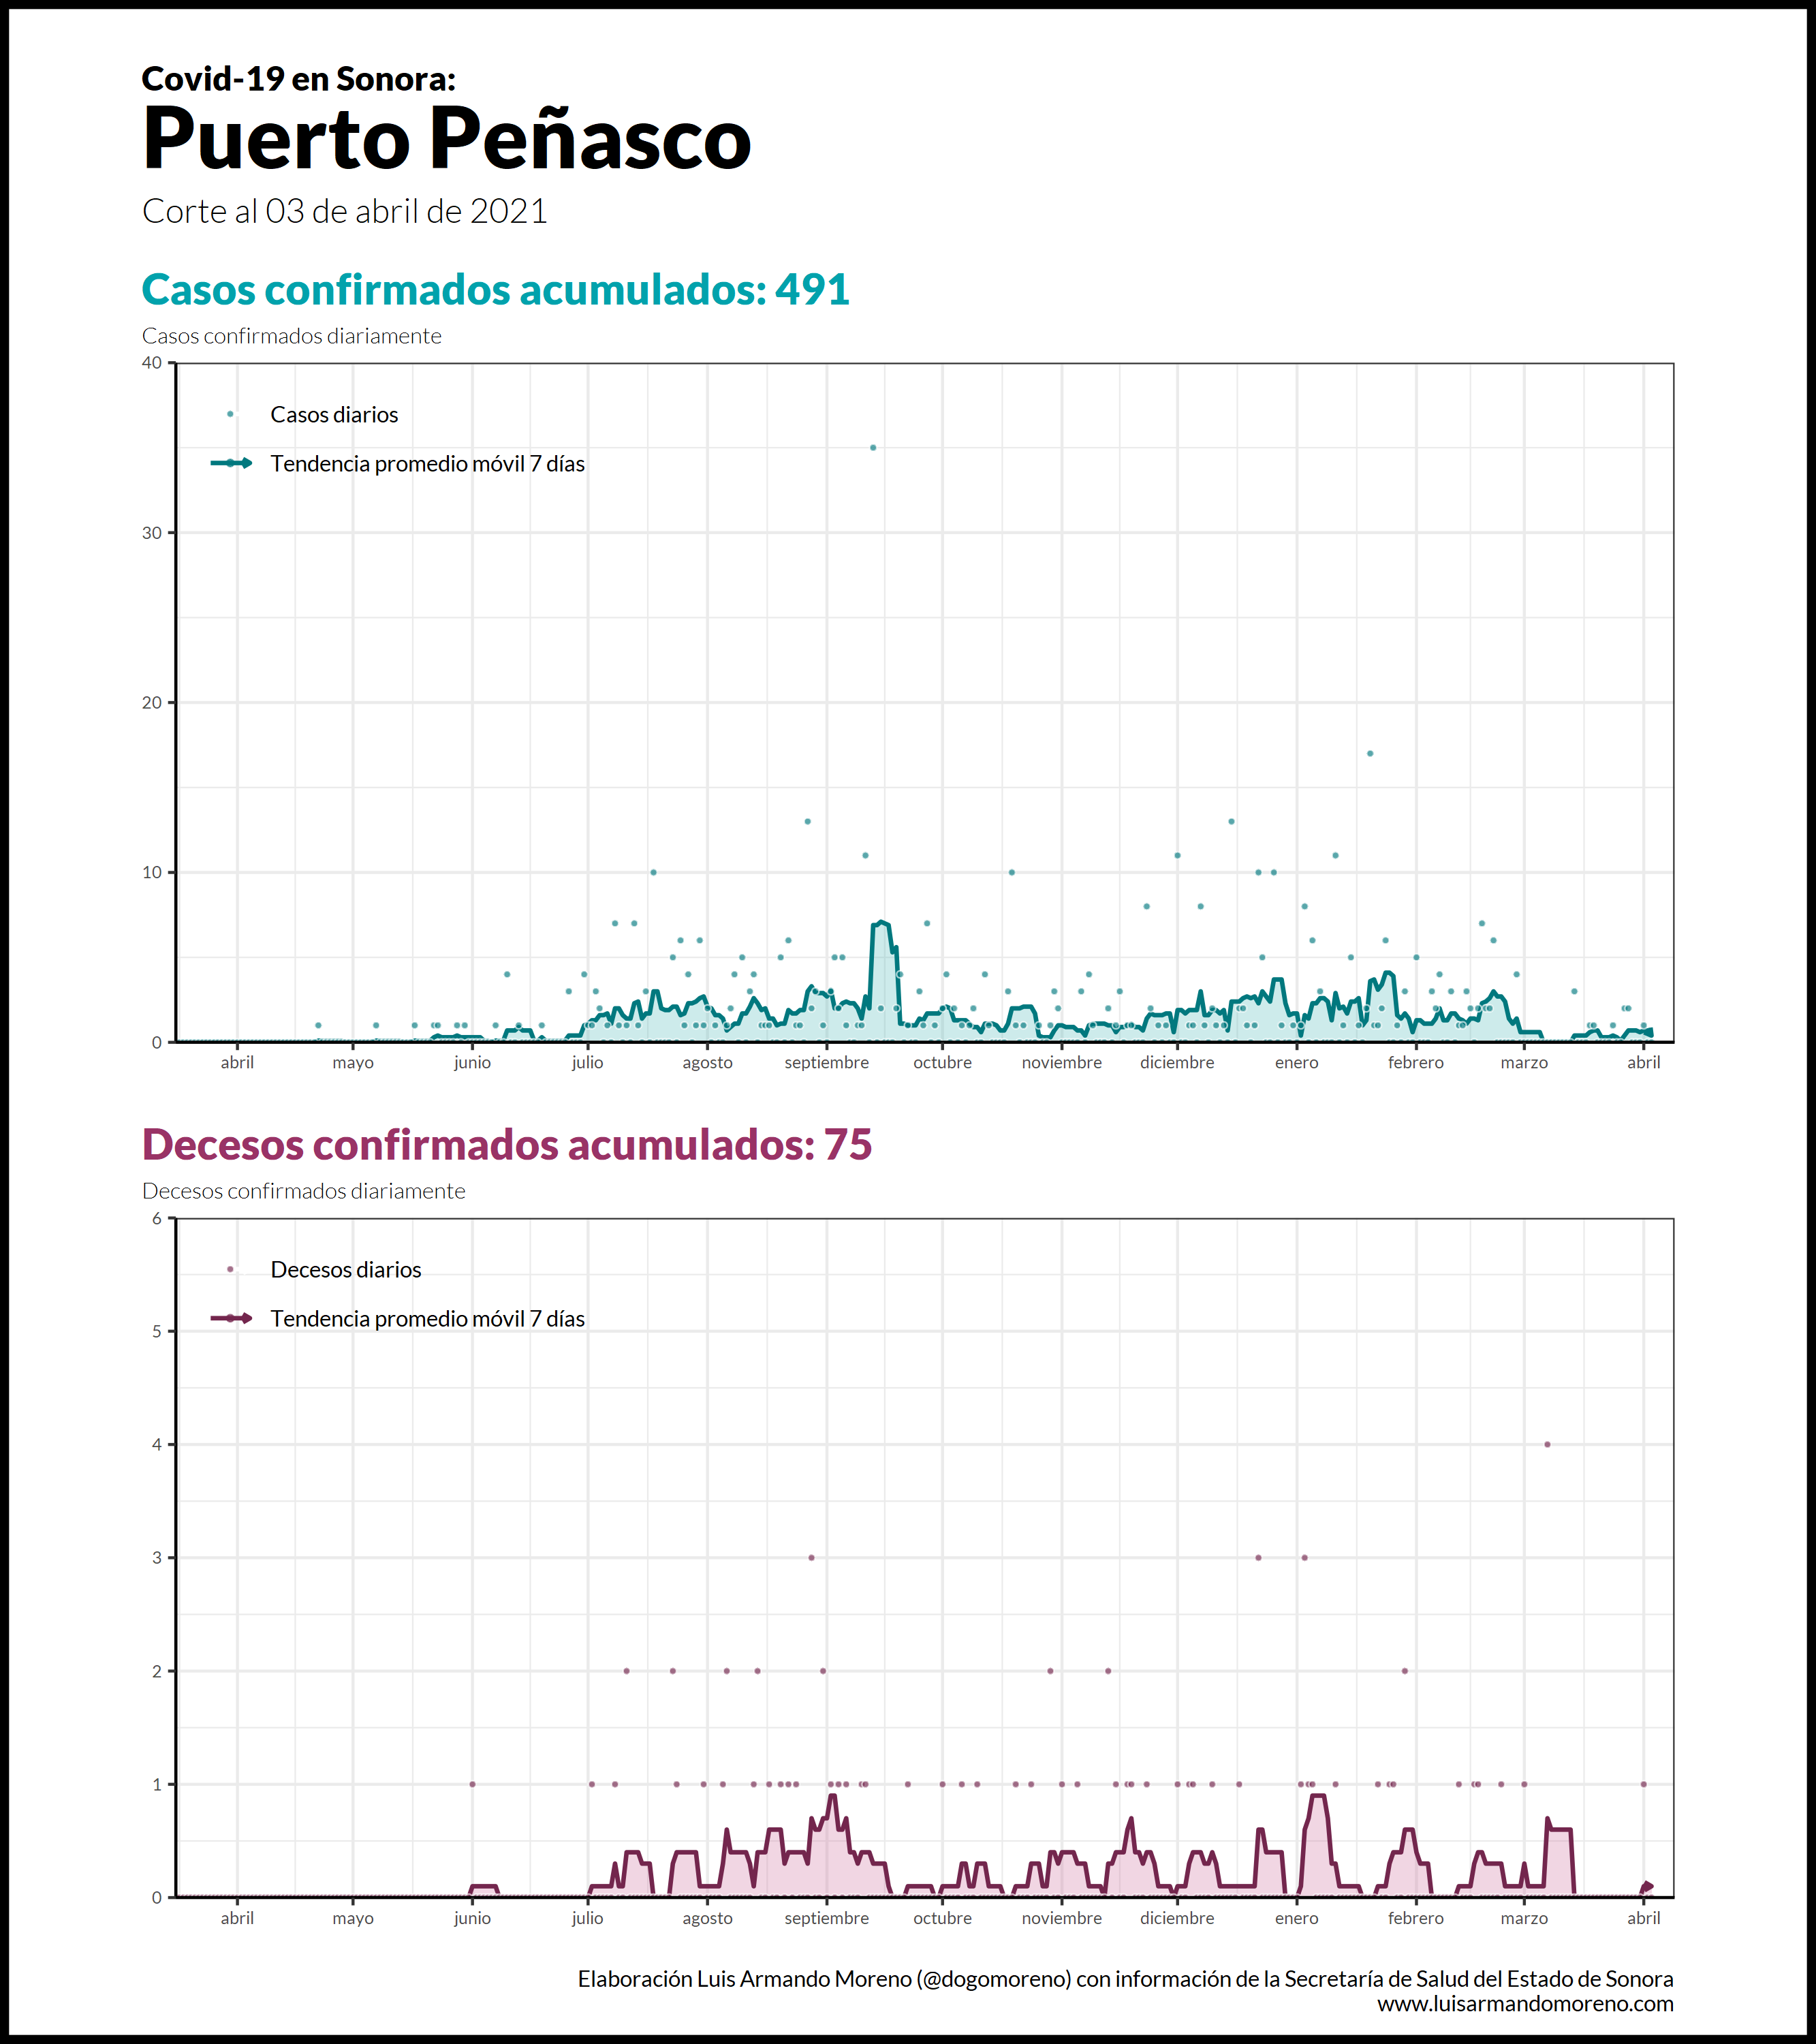 Covid-19 en Sonora:
Puerto Peñasco
Corte al 03 de abril de 2021
Casos confirmados acumulados: 491
Casos confirmados diariamente
40
30
20
10
0
Casos diarios
Tendencia promedio móvil 7 días
abril mayo junio julio agosto septiembre octubre noviembre diciembre enero febrero marzo abril
Decesos confirmados acumulados: 75
Decesos confirmados diariamente
6
5
4
3
2
1
0
Decesos diarios
Tendencia promedio móvil 7 días
abril mayo junio julio agosto septiembre octubre noviembre diciembre enero febrero marzo abril
Elaboración Luis Armando Moreno (@dogomoreno) con información de la Secretaría de Salud del Estado de Sonora
www.luisarmandomoreno.com